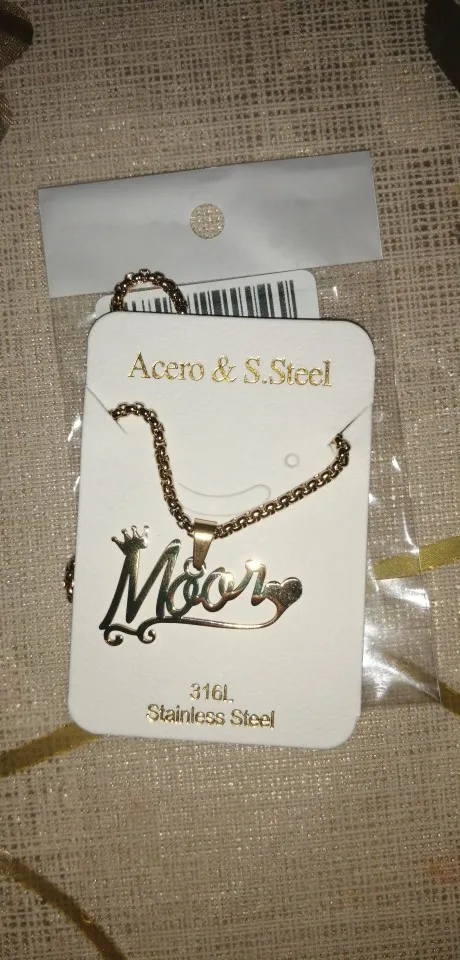 Acero & S.Steel
Moor
316L
Stainless Steel